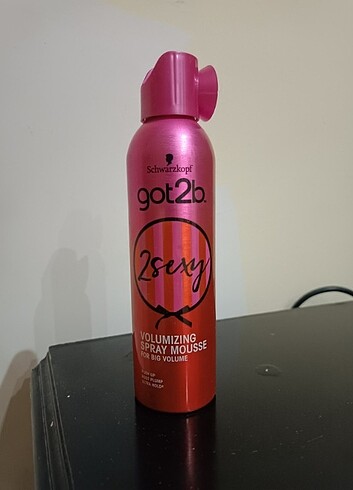 Schwarzkopf
got2b.
2sexy
VOLUMIZING
SPRAY MOUSSE
FOR BIG VOLUME